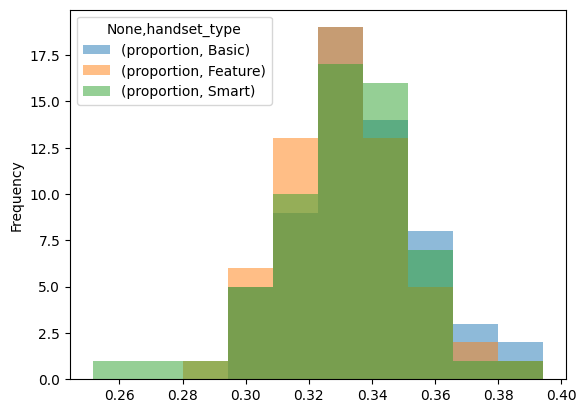 None,handset_type
(proportion, Basic)
(proportion, Feature)
(proportion, Smart)
Frequency
17.5
15.0
12.5
10.0
7.5
5.0
2.5
0.0
0.26 0.28 0.30 0.32 0.34 0.36 0.38 0.40